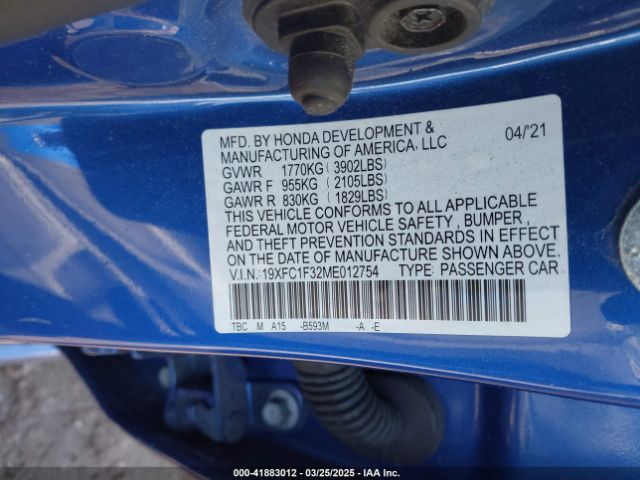 MFD. BY HONDA DEVELOPMENT & 04/'21
MANUFACTURING OF AMERICA, LLC
GVWR 1770KG ( 3902LBS)
GAWR F 955KG ( 2105LBS)
GAWR R 830KG ( 1829LBS)
THIS VEHICLE CONFORMS TO ALL APPLICABLE
FEDERAL MOTOR VEHICLE SAFETY , BUMPER ,
AND THEFT PREVENTION STANDARDS IN EFFECT
ON THE DATE OF MANUFACTURE SHOWN ABOVE.
V.I.N.: 19XFC1F32ME012754 TYPE: PASSENGER CAR
TBC M A15 -B593M -A -E
000-41883012 — 03/25/2025 — IAA Inc.